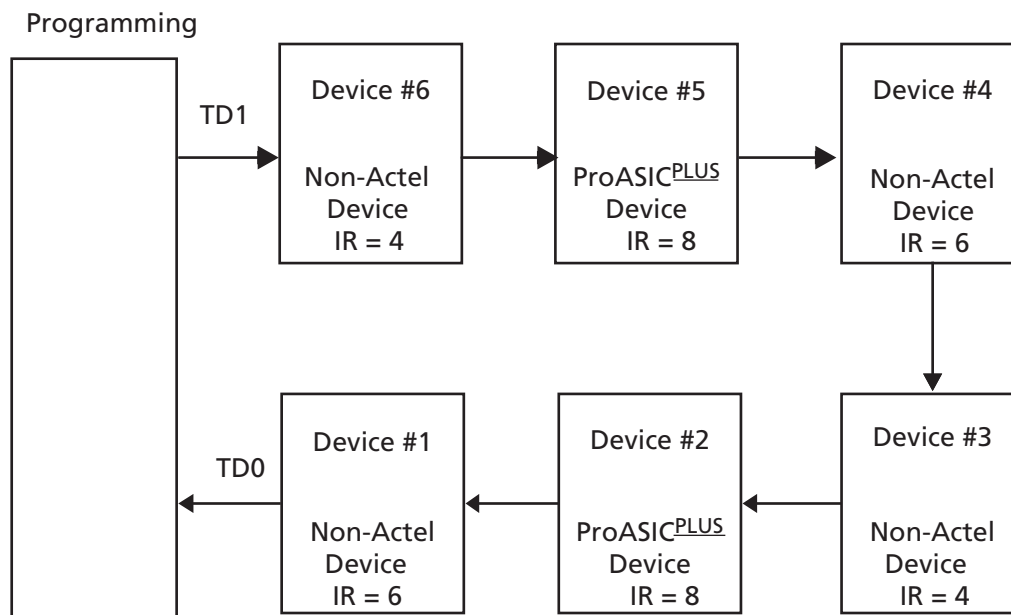 Programming
TD1
Device #6
Non-Actel
Device
IR = 4
Device #5
ProASICPLUS
Device
IR = 8
Device #4
Non-Actel
Device
IR = 6
TD0
Device #1
Non-Actel
Device
IR = 6
Device #2
ProASICPLUS
Device
IR = 8
Device #3
Non-Actel
Device
IR = 4